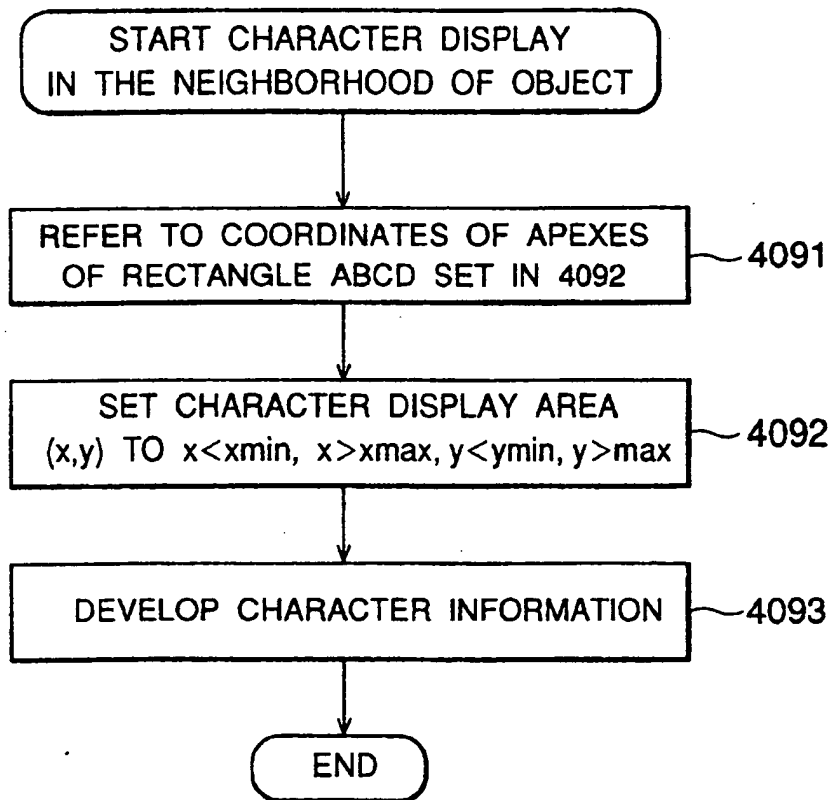 START CHARACTER DISPLAY
IN THE NEIGHBORHOOD OF OBJECT
REFER TO COORDINATES OF APEXES
OF RECTANGLE ABCD SET IN 4092
4091
SET CHARACTER DISPLAY AREA
(x,y) TO x<xmin, x>xmax, y<ymin, y>max
4092
DEVELOP CHARACTER INFORMATION
4093
END